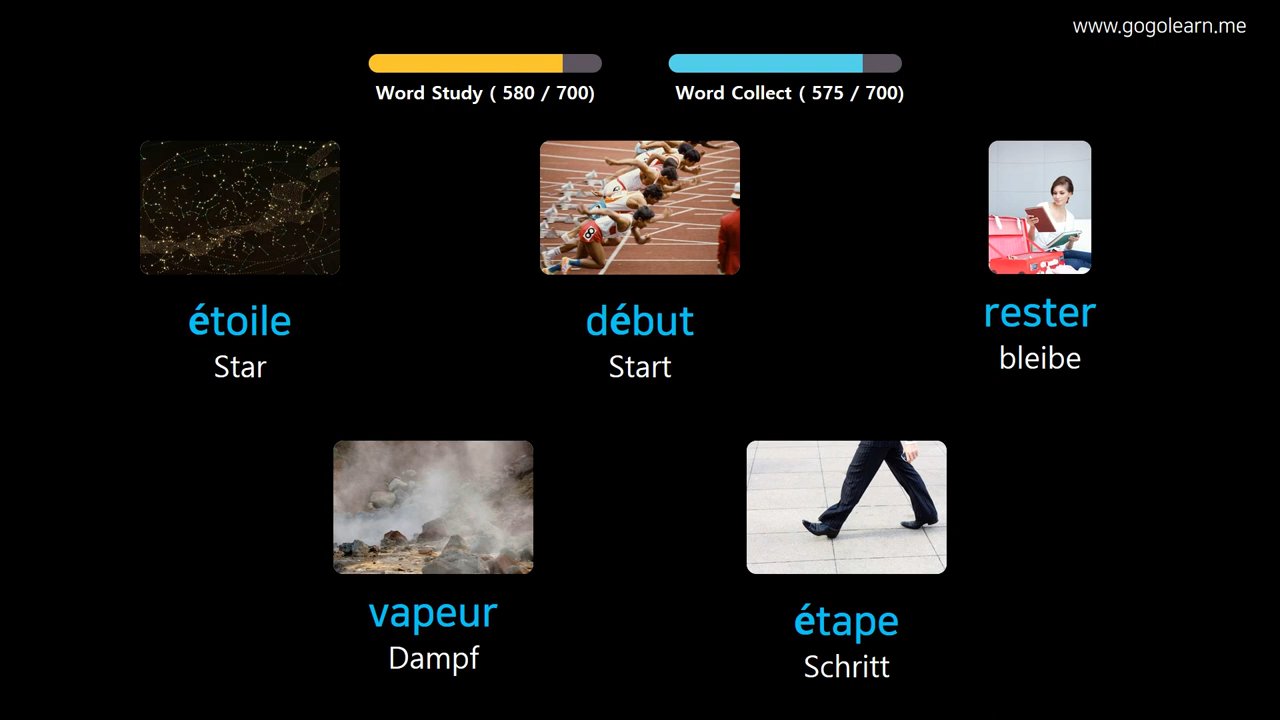 www.gogolearn.me
Word Study ( 580 / 700)
Word Collect ( 575 / 700)
étoile
Star
début
Start
rester
bleibe
vapeur
Dampf
étape
Schritt